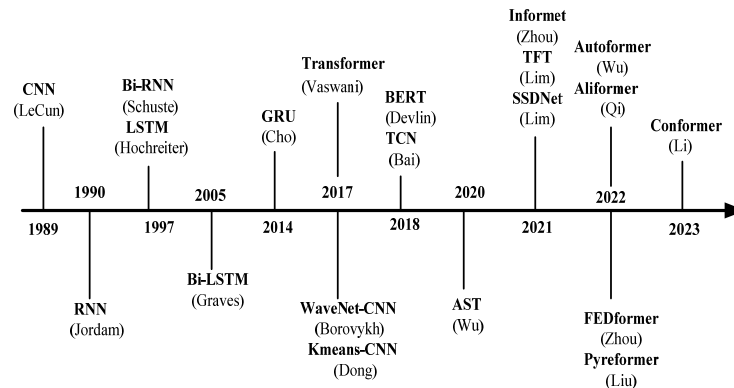 CNN
(LeCun)
1989
1990
RNN
(Jordam)
Bi-RNN
(Schuste)
LSTM
(Hochreiter)
1997
2005
Bi-LSTM
(Graves)
GRU
(Cho)
2014
Transformer
(Vaswani)
2017
WaveNet-CNN
(Borovykh)
Kmeans-CNN
(Dong)
BERT
(Devlin)
TCN
(Bai)
2018
2020
AST
(Wu)
Informet
(Zhou)
TFT
(Lim)
SSDNet
(Lim)
2021
Autoformer
(Wu)
Aliformer
(Qi)
2022
FEDformer
(Zhou)
Pyreformer
(Liu)
Conformer
(Li)
2023